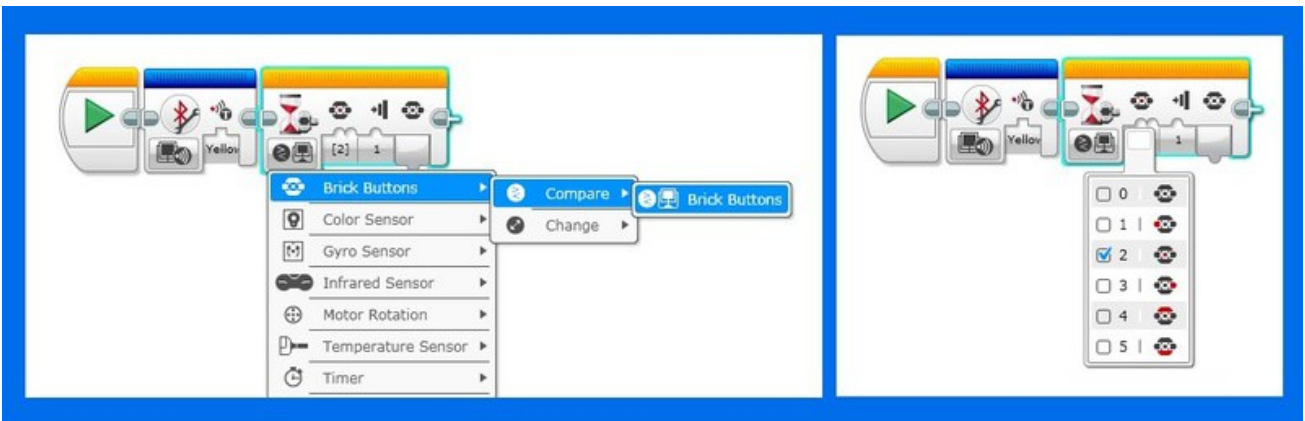 Yellow
[2] 1
Brick Buttons
Compare
Brick Buttons
Color Sensor
Change
Gyro Sensor
Infrared Sensor
Motor Rotation
Temperature Sensor
Timer
Yellow
1
0
1
2
3
4
5